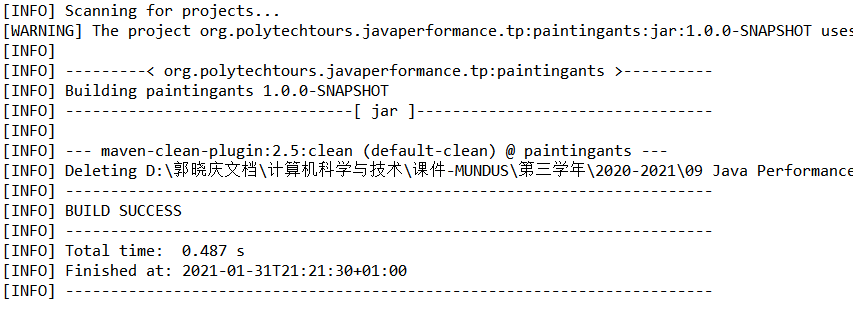 [INFO] Scanning for projects...
[WARNING] The project org.polytechtours.javaperformance.tp:paintingants:jar:1.0.0-SNAPSHOT uses
[INFO]
[INFO] ---------< org.polytechtours.javaperformance.tp:paintingants >----------
[INFO] Building paintingants 1.0.0-SNAPSHOT
[INFO] --------------------------------[ jar ]---------------------------------
[INFO]
[INFO] --- maven-clean-plugin:2.5:clean (default-clean) @ paintingants ---
[INFO] Deleting D:\郭晓庆文档\计算机科学与技术\课件-MUNDUS\第三学年\2020-2021\09 Java Performance
[INFO] ------------------------------------------------------------------------
[INFO] BUILD SUCCESS
[INFO] ------------------------------------------------------------------------
[INFO] Total time:  0.487 s
[INFO] Finished at: 2021-01-31T21:21:30+01:00
[INFO] ------------------------------------------------------------------------